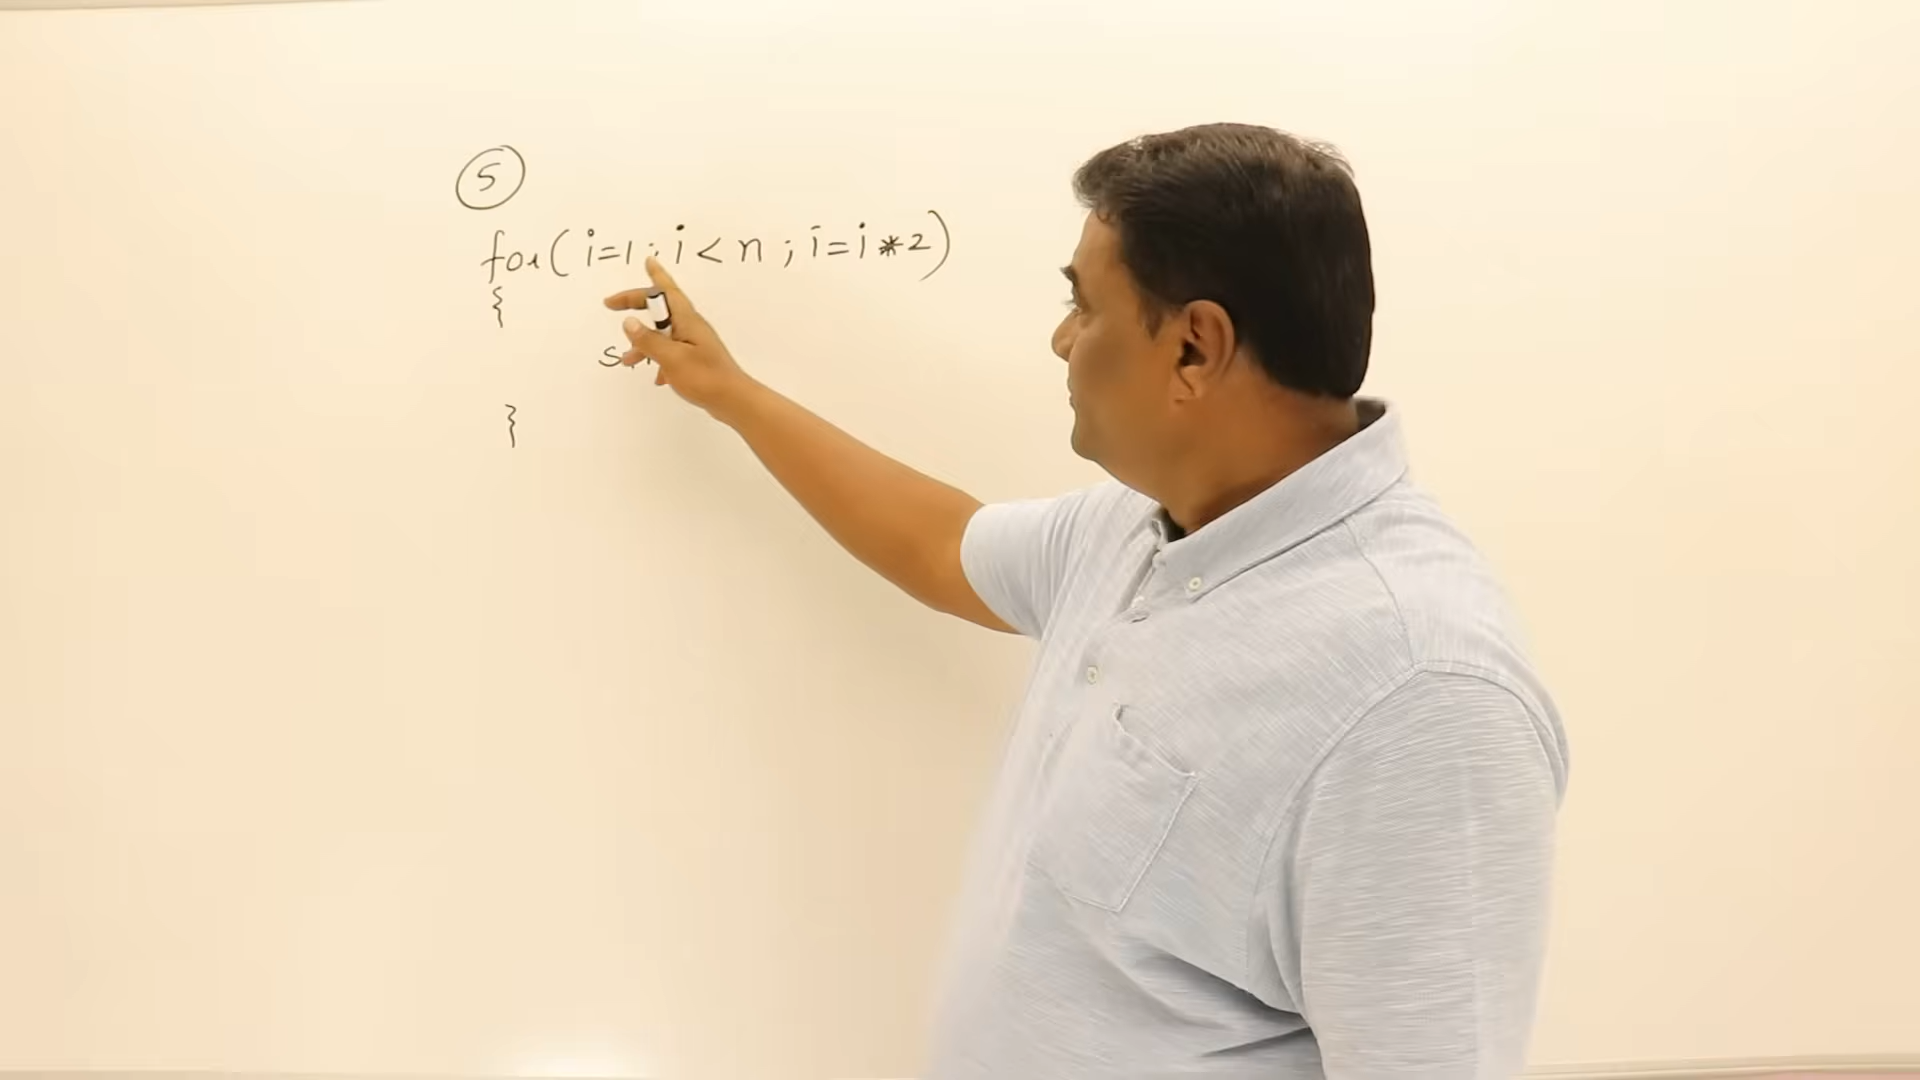 5
for( i=1 ; i < n ; i = i * 2 )
{
}